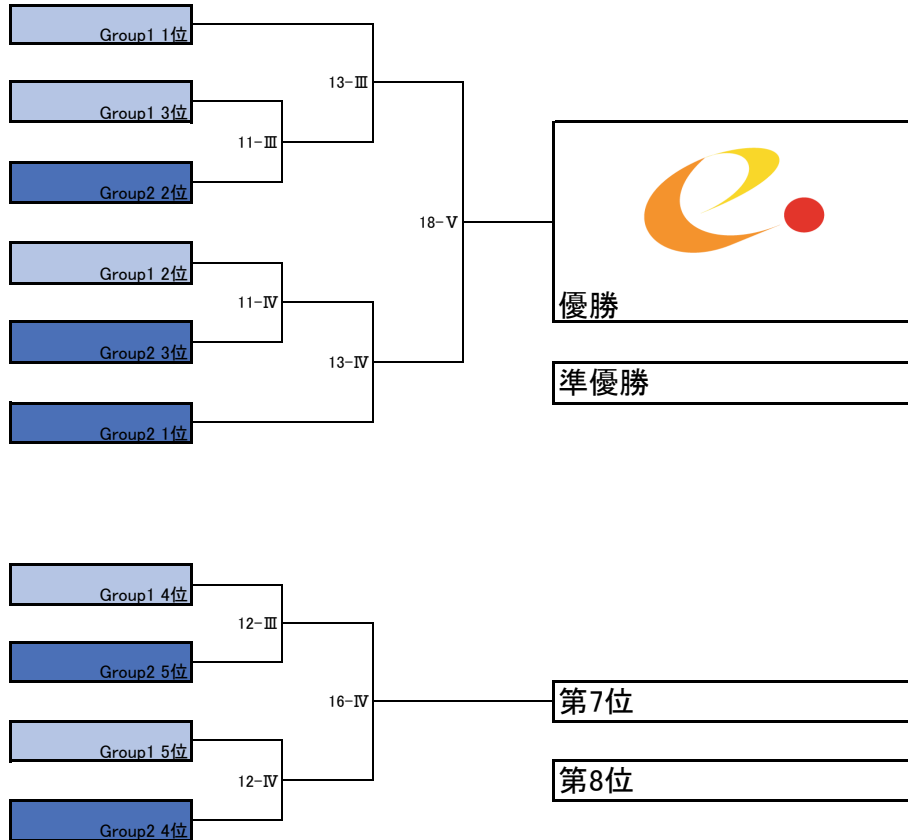 Group1 1位
13-Ⅲ
Group1 3位
11-Ⅲ
Group2 2位
18-Ⅴ
Group1 2位
11-Ⅳ
優勝
Group2 3位
13-Ⅳ
準優勝
Group2 1位
Group1 4位
12-Ⅲ
Group2 5位
16-Ⅳ
第7位
Group1 5位
12-Ⅳ
第8位
Group2 4位